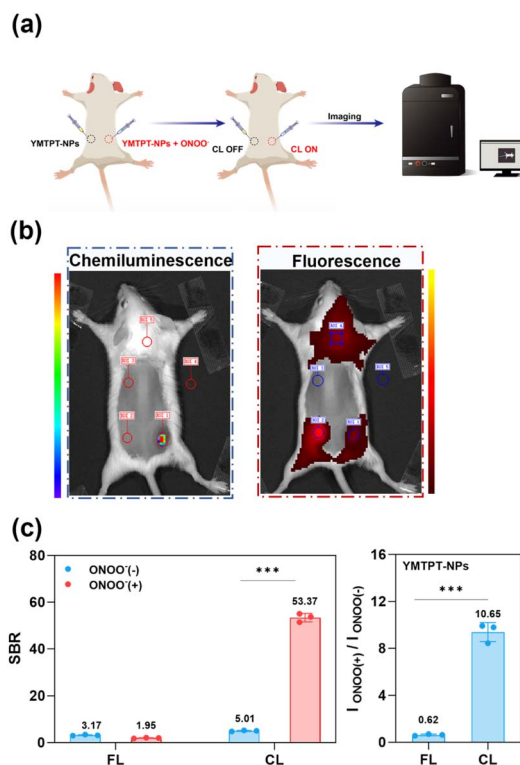 (a)
Imaging
YMTPT-NPs
YMTPT-NPs + ONOO⁻
CL OFF
CL ON
(b)
Chemiluminescence
Fluorescence
(c)
80
60
40
20
0
SBR
ONOO⁻(-)
ONOO⁻(+)
***
53.37
3.17
1.95
5.01
FL
CL
16
12
8
4
0
I ONOO(+) / I ONOO(-)
YMTPT-NPs
***
10.65
0.62
FL
CL